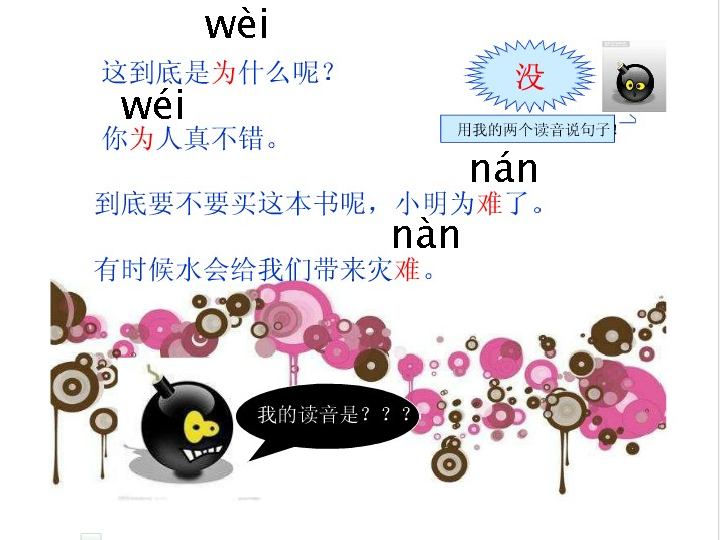 wèi
这到底是为什么呢？
没
wéi
用我的两个读音说句子！
你为人真不错。
nán
到底要不要买这本书呢，小明为难了。
nàn
有时候水会给我们带来灾难。
我的读音是？？？